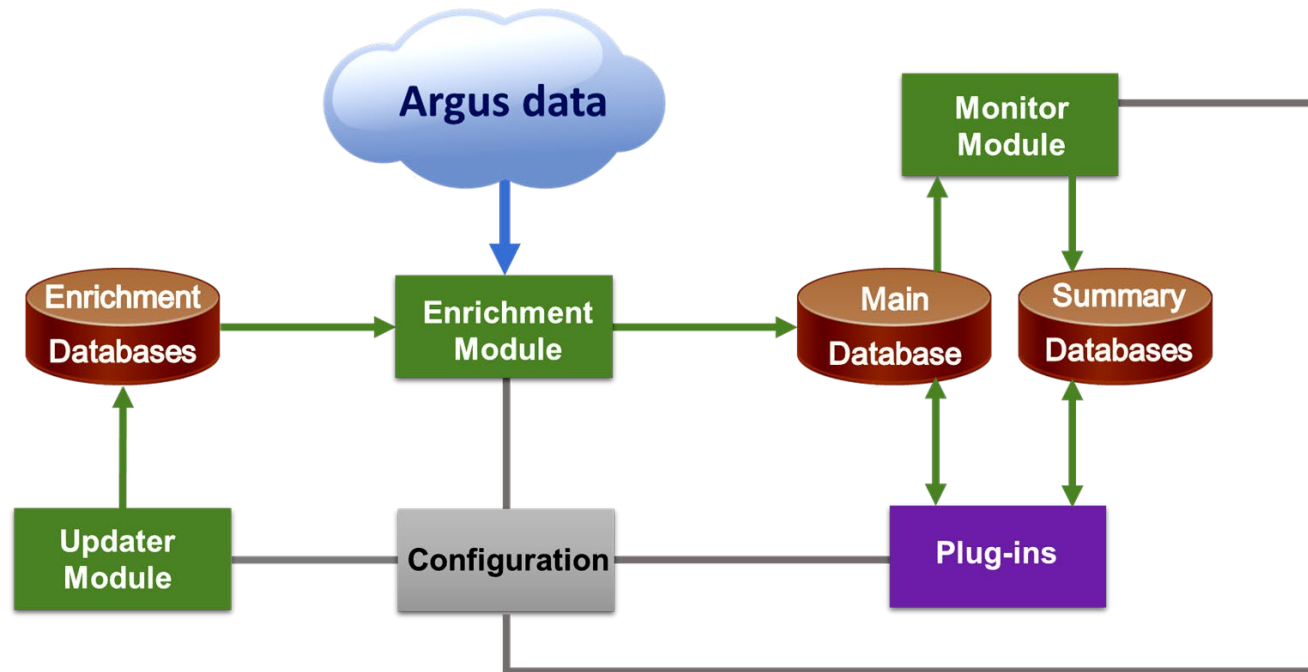 Argus data
Monitor
Module
Enrichment
Databases
Enrichment
Module
Main
Database
Summary
Databases
Updater
Module
Configuration
Plug-ins